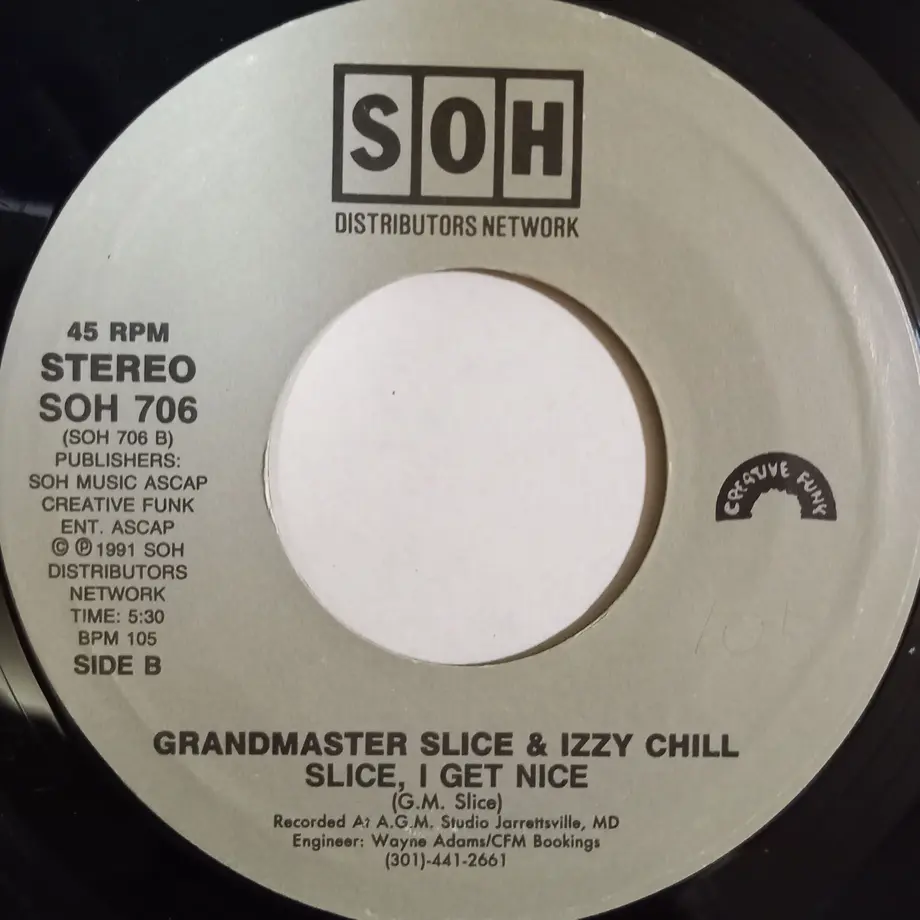 SOH
DISTRIBUTORS NETWORK
45 RPM
STEREO
SOH 706
(SOH 706 B)
PUBLISHERS:
SOH MUSIC ASCAP
CREATIVE FUNK
ENT. ASCAP
© ℗ 1991 SOH
DISTRIBUTORS
NETWORK
TIME: 5:30
BPM 105
SIDE B
CREATIVE FUNK
GRANDMASTER SLICE & IZZY CHILL
SLICE, I GET NICE
(G.M. Slice)
Recorded At A.G.M. Studio Jarrettsville, MD
Engineer: Wayne Adams/CFM Bookings
(301)-441-2661